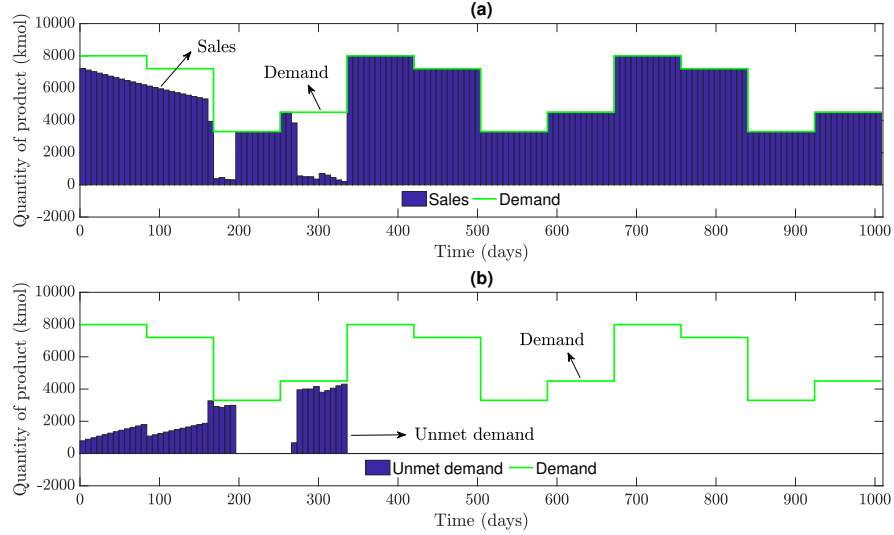 (a)
10000
8000
6000
4000
2000
0
-2000
Quantity of product (kmol)
Sales
Demand
Sales Demand
0 100 200 300 400 500 600 700 800 900 1000
Time (days)
(b)
10000
8000
6000
4000
2000
0
-2000
Quantity of product (kmol)
Demand
Unmet demand
Unmet demand Demand
0 100 200 300 400 500 600 700 800 900 1000
Time (days)